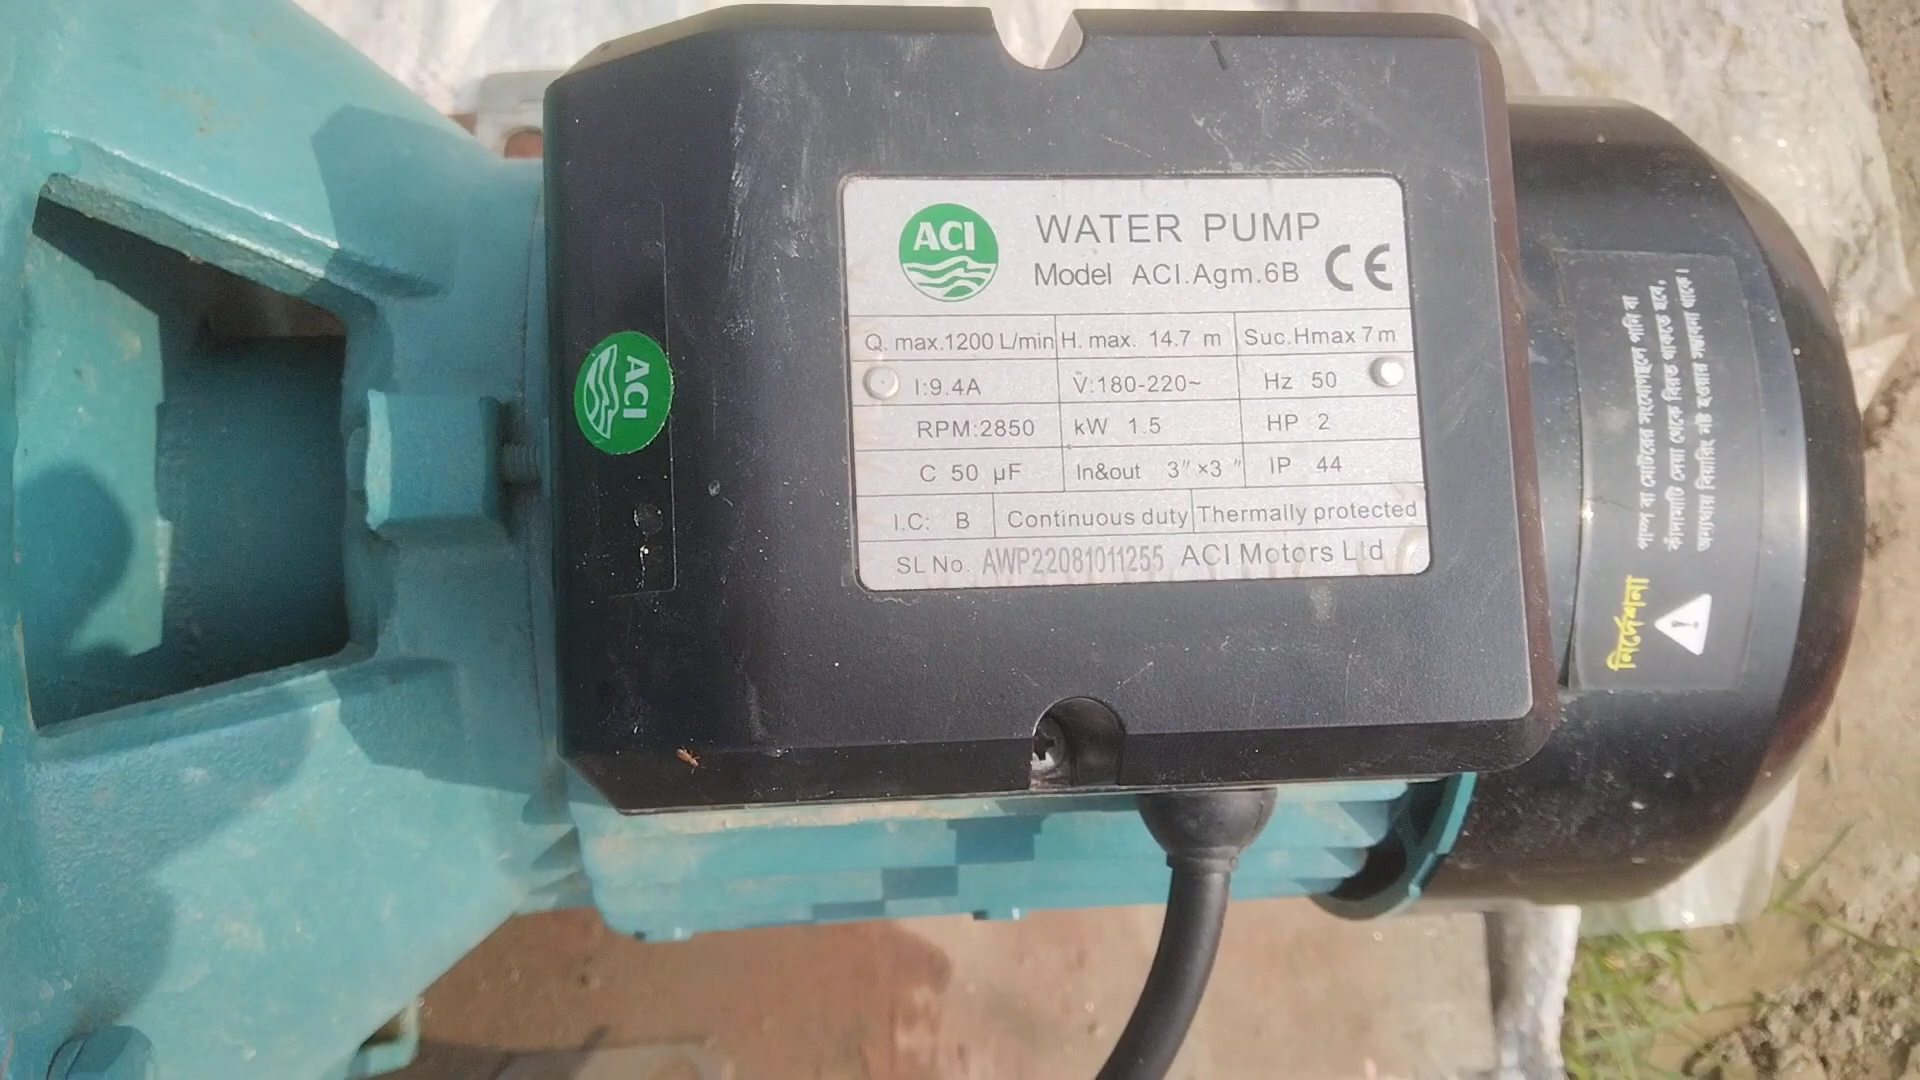 ACI
WATER PUMP
Model ACI.Agm.6B CE
Q. max.1200 L/min H. max. 14.7 m Suc.Hmax 7 m
I:9.4A V:180-220~ Hz 50
RPM:2850 kW 1.5 HP 2
C 50 µF In&out 3″×3″ IP 44
I.C: B Continuous duty Thermally protected
SL No. AWP22081011255 ACI Motors Ltd
ACI
নির্দেশনা